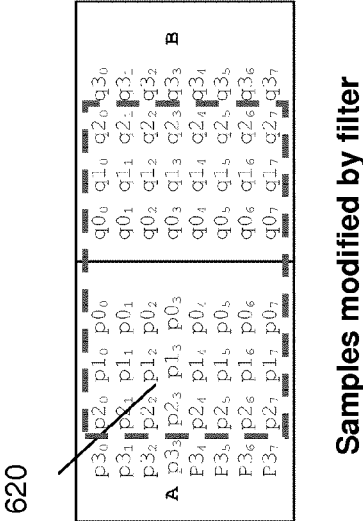 620
p3₀ p2₀ p1₀ p0₀ q0₀ q1₀ q2₀ q3₀
p3₁ p2₁ p1₁ p0₁ q0₁ q1₁ q2₁ q3₁
p3₂ p2₂ p1₂ p0₂ q0₂ q1₂ q2₂ q3₂
A p3₃ p2₃ p1₃ p0₃ q0₃ q1₃ q2₃ q3₃ B
p3₄ p2₄ p1₄ p0₄ q0₄ q1₄ q2₄ q3₄
p3₅ p2₅ p1₅ p0₅ q0₅ q1₅ q2₅ q3₅
p3₆ p2₆ p1₆ p0₆ q0₆ q1₆ q2₆ q3₆
p3₇ p2₇ p1₇ p0₇ q0₇ q1₇ q2₇ q3₇
Samples modified by filter